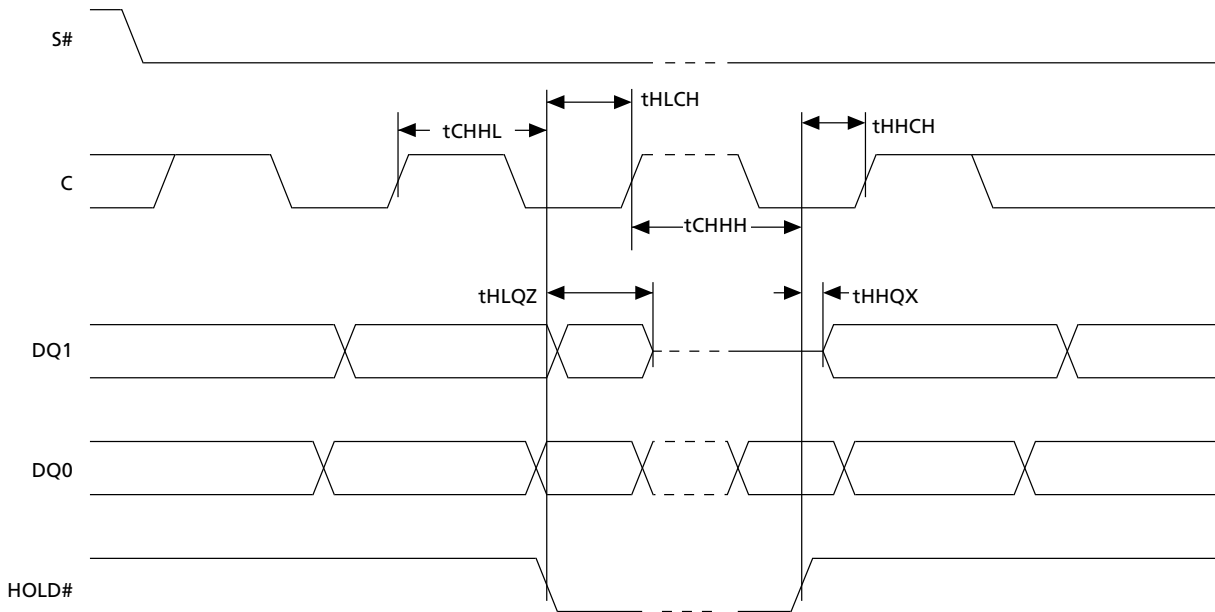 S#
tHLCH
tCHHL
tHHCH
C
tCHHH
tHLQZ
tHHQX
DQ1
DQ0
HOLD#